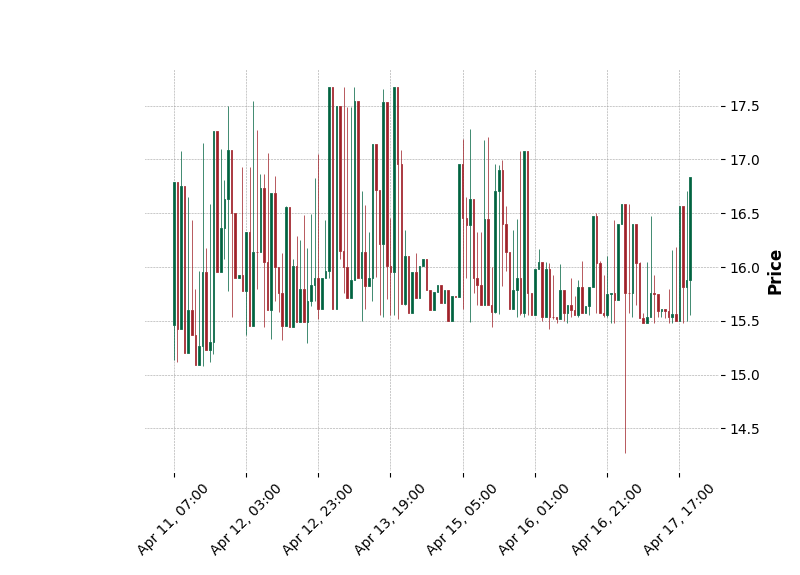 17.5
17.0
16.5
16.0
15.5
15.0
14.5
Price
Apr 11, 07:00
Apr 12, 03:00
Apr 12, 23:00
Apr 13, 19:00
Apr 15, 05:00
Apr 16, 01:00
Apr 16, 21:00
Apr 17, 17:00